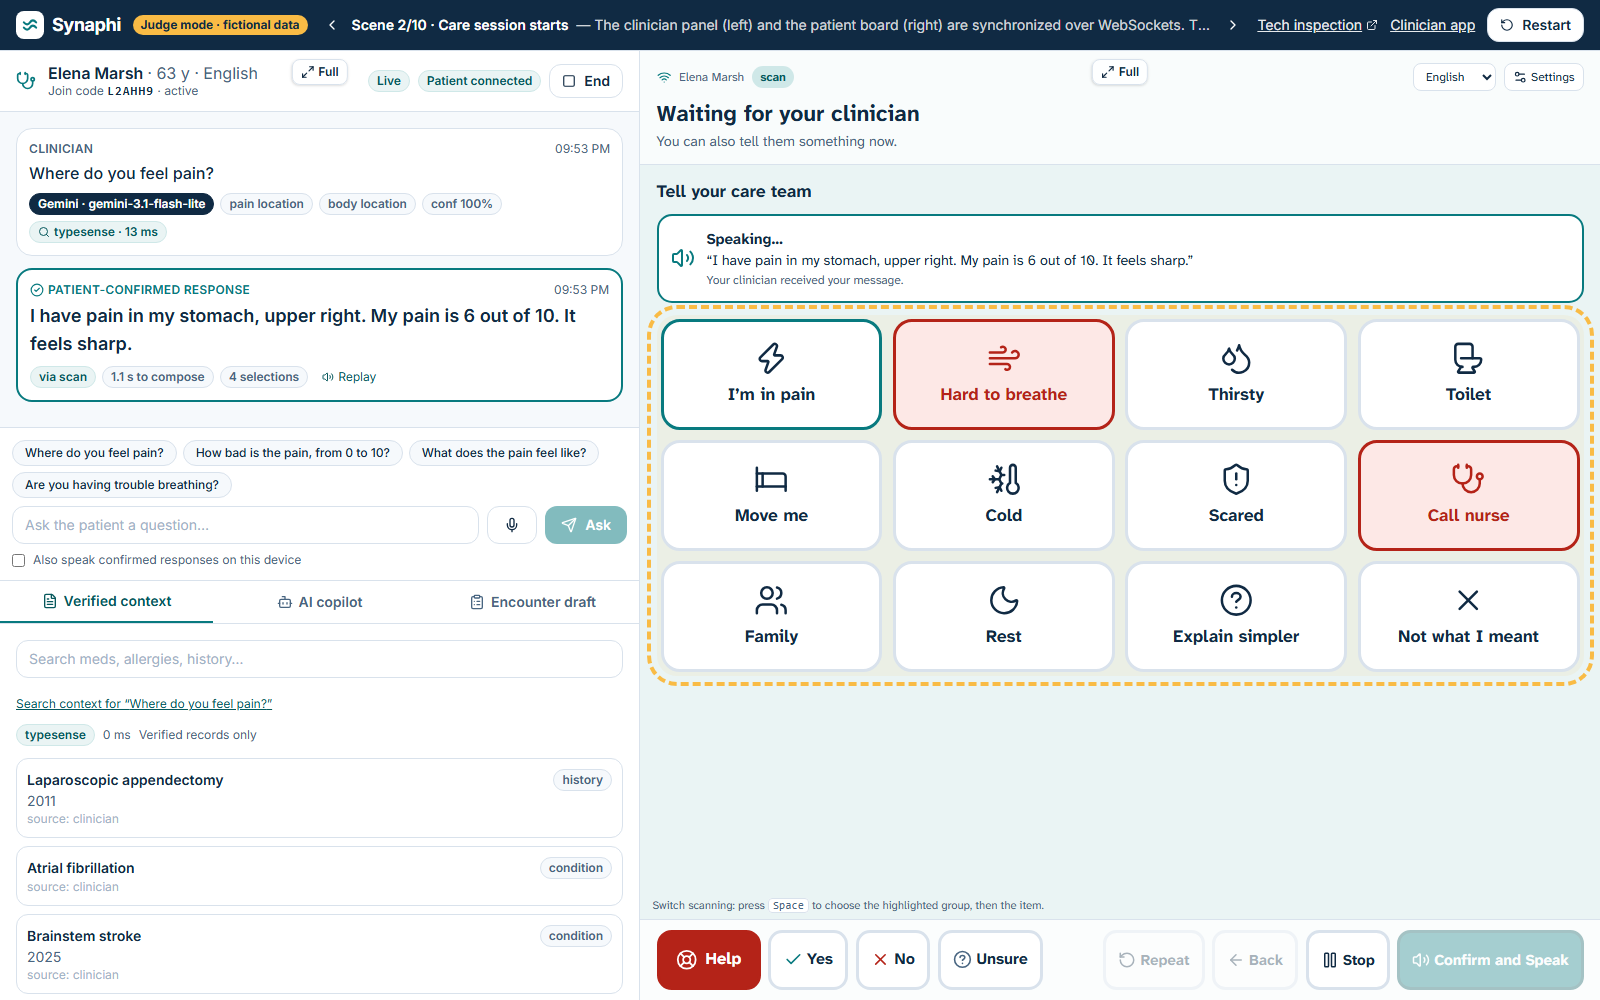 Synaphi
Judge mode · fictional data
Scene 2/10 · Care session starts — The clinician panel (left) and the patient board (right) are synchronized over WebSockets. T...
Tech inspection
Clinician app
Restart
Elena Marsh · 63 y · English
Join code L2AHH9 · active
Full
Live
Patient connected
End
CLINICIAN
09:53 PM
Where do you feel pain?
Gemini · gemini-3.1-flash-lite
pain location
body location
conf 100%
typesense · 13 ms
PATIENT-CONFIRMED RESPONSE
09:53 PM
I have pain in my stomach, upper right. My pain is 6 out of 10. It
feels sharp.
via scan
1.1 s to compose
4 selections
Replay
Where do you feel pain?
How bad is the pain, from 0 to 10?
What does the pain feel like?
Are you having trouble breathing?
Ask the patient a question...
Ask
Also speak confirmed responses on this device
Verified context
AI copilot
Encounter draft
Search meds, allergies, history...
Search context for “Where do you feel pain?”
typesense
0 ms
Verified records only
Laparoscopic appendectomy
history
2011
source: clinician
Atrial fibrillation
condition
source: clinician
Brainstem stroke
condition
2025
source: clinician
Elena Marsh
scan
Full
English
Settings
Waiting for your clinician
You can also tell them something now.
Tell your care team
Speaking...
“I have pain in my stomach, upper right. My pain is 6 out of 10. It feels sharp.”
Your clinician received your message.
I’m in pain
Hard to breathe
Thirsty
Toilet
Move me
Cold
Scared
Call nurse
Family
Rest
Explain simpler
Not what I meant
Switch scanning: press Space to choose the highlighted group, then the item.
Help
Yes
No
Unsure
Repeat
Back
Stop
Confirm and Speak